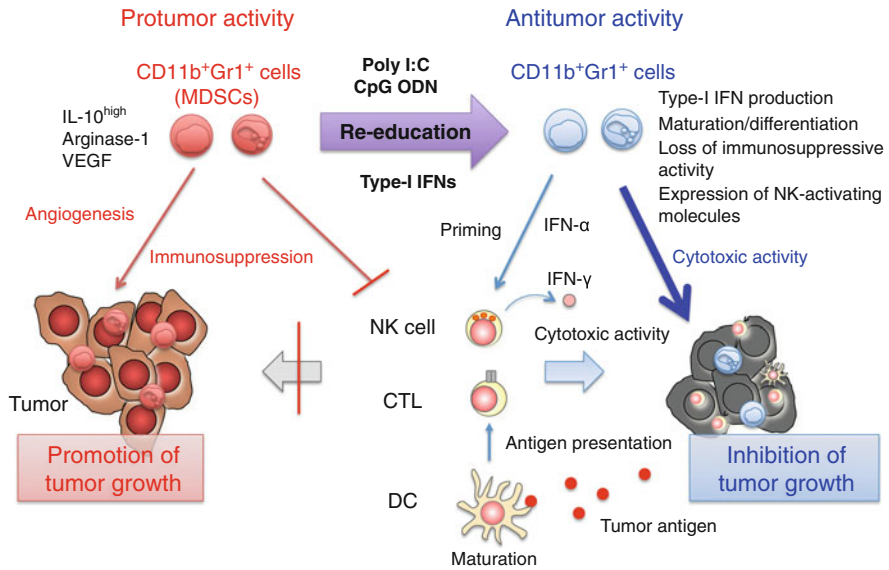 Protumor activity
Antitumor activity
CD11b⁺Gr1⁺ cells
(MDSCs)
IL-10ʰⁱᵍʰ
Arginase-1
VEGF
Poly I:C
CpG ODN
Re-education
Type-I IFNs
CD11b⁺Gr1⁺ cells
Type-I IFN production
Maturation/differentiation
Loss of immunosuppressive
activity
Expression of NK-activating
molecules
Angiogenesis
Immunosuppression
Priming
IFN-α
Cytotoxic activity
IFN-γ
NK cell
Cytotoxic activity
Tumor
CTL
Antigen presentation
Promotion of
tumor growth
Inhibition of
tumor growth
DC
Tumor antigen
Maturation